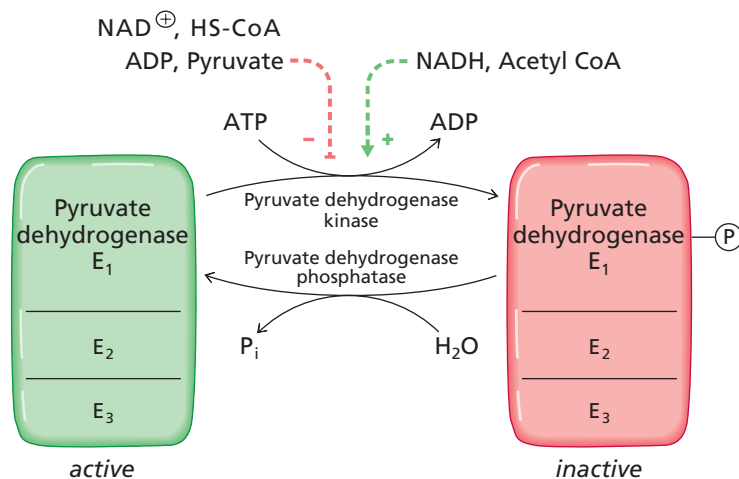 NAD⊕, HS-CoA
ADP, Pyruvate
NADH, Acetyl CoA
ATP
ADP
–
+
Pyruvate dehydrogenase
kinase
Pyruvate
dehydrogenase
E₁
E₂
E₃
active
Pyruvate dehydrogenase
phosphatase
Pᵢ
H₂O
Pyruvate
dehydrogenase
P
E₁
E₂
E₃
inactive